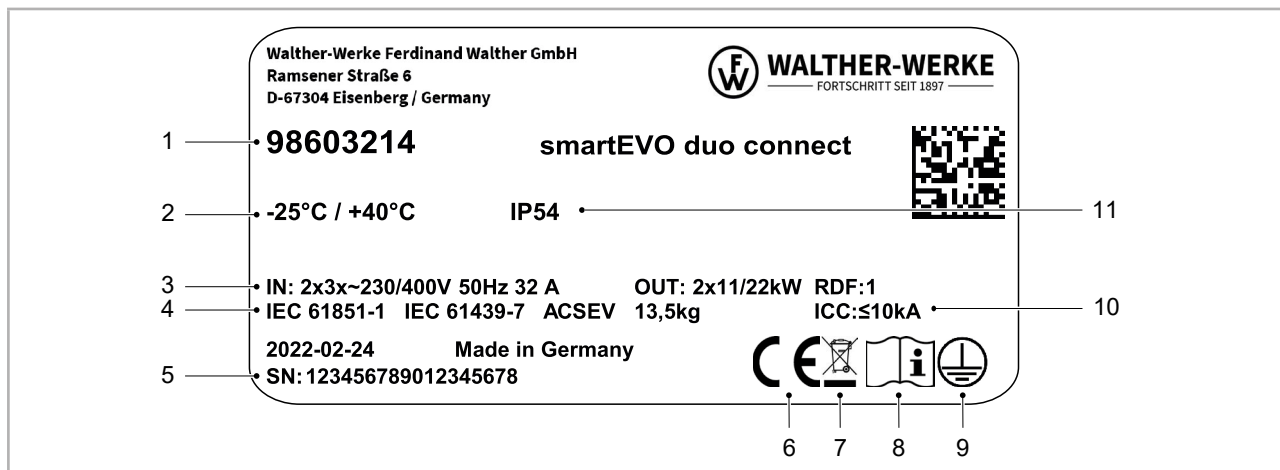 Walther-Werke Ferdinand Walther GmbH
Ramsener Straße 6
D-67304 Eisenberg / Germany
FW WALTHER-WERKE
FORTSCHRITT SEIT 1897
1 98603214 smartEVO duo connect
2 -25°C / +40°C IP54 11
3 IN: 2x3x~230/400V 50Hz 32 A OUT: 2x11/22kW RDF:1
4 IEC 61851-1 IEC 61439-7 ACSEV 13,5kg ICC:≤10kA 10
2022-02-24 Made in Germany
5 SN: 123456789012345678 CE i
6 7 8 9